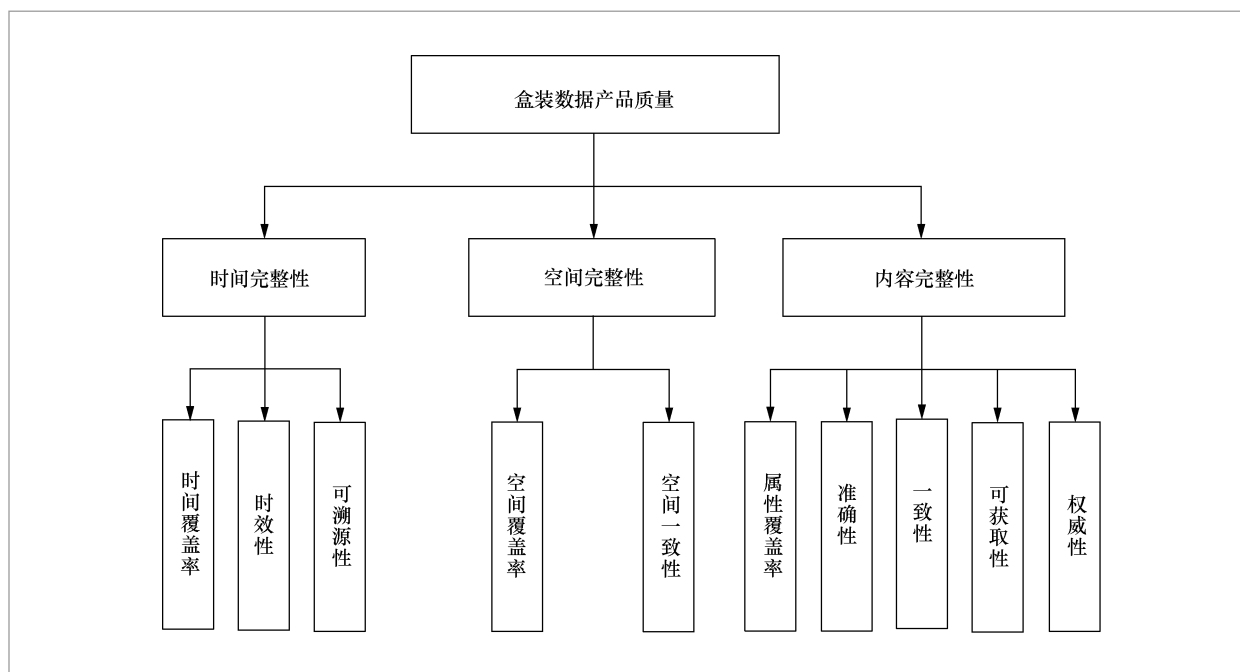 盒装数据产品质量
时间完整性
空间完整性
内容完整性
时间覆盖率
时效性
可溯源性
空间覆盖率
空间一致性
属性覆盖率
准确性
一致性
可获取性
权威性